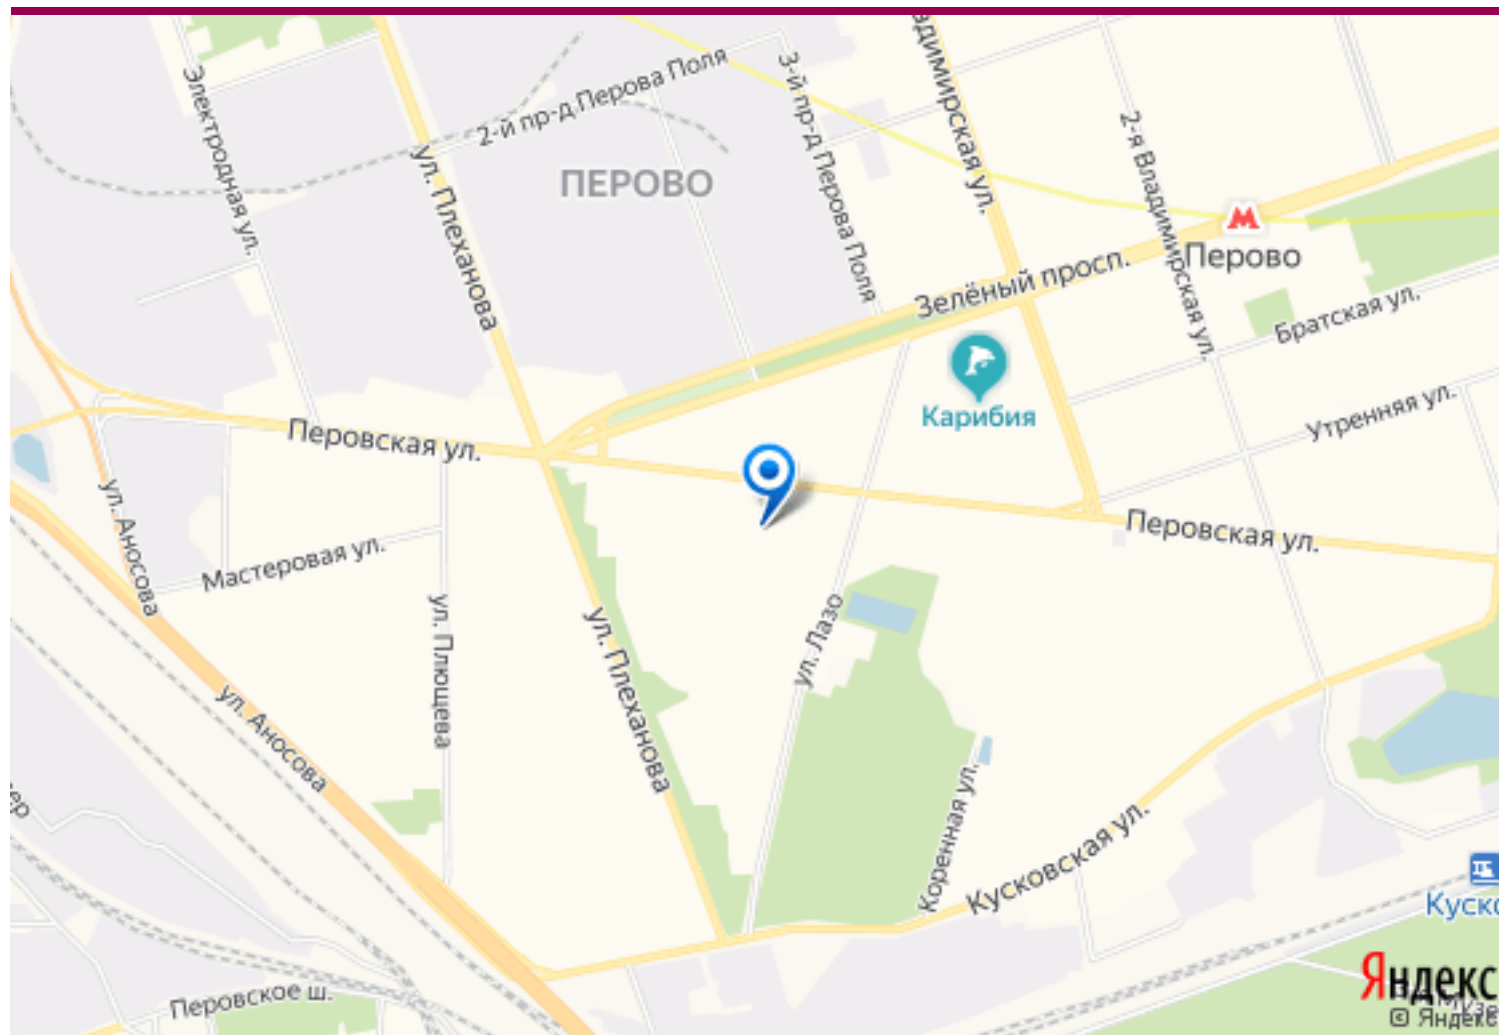 Электродная ул.
2-й пр-д Перова Поля
3-й пр-д Перова Поля
димирская ул.
2-я Владимирская ул.
ул. Плеханова
ПЕРОВО
М
Перово
Зелёный просп.
Братская ул.
Карибия
Утренняя ул.
Перовская ул.
ул. Аносова
Мастеровая ул.
Перовская ул.
ул. Плющева
ул. Плеханова
ул. Лазо
ул. Аносова
Коренная ул.
Кусковская ул.
Куско
Перовское ш.
Яндекс
© Яндекс